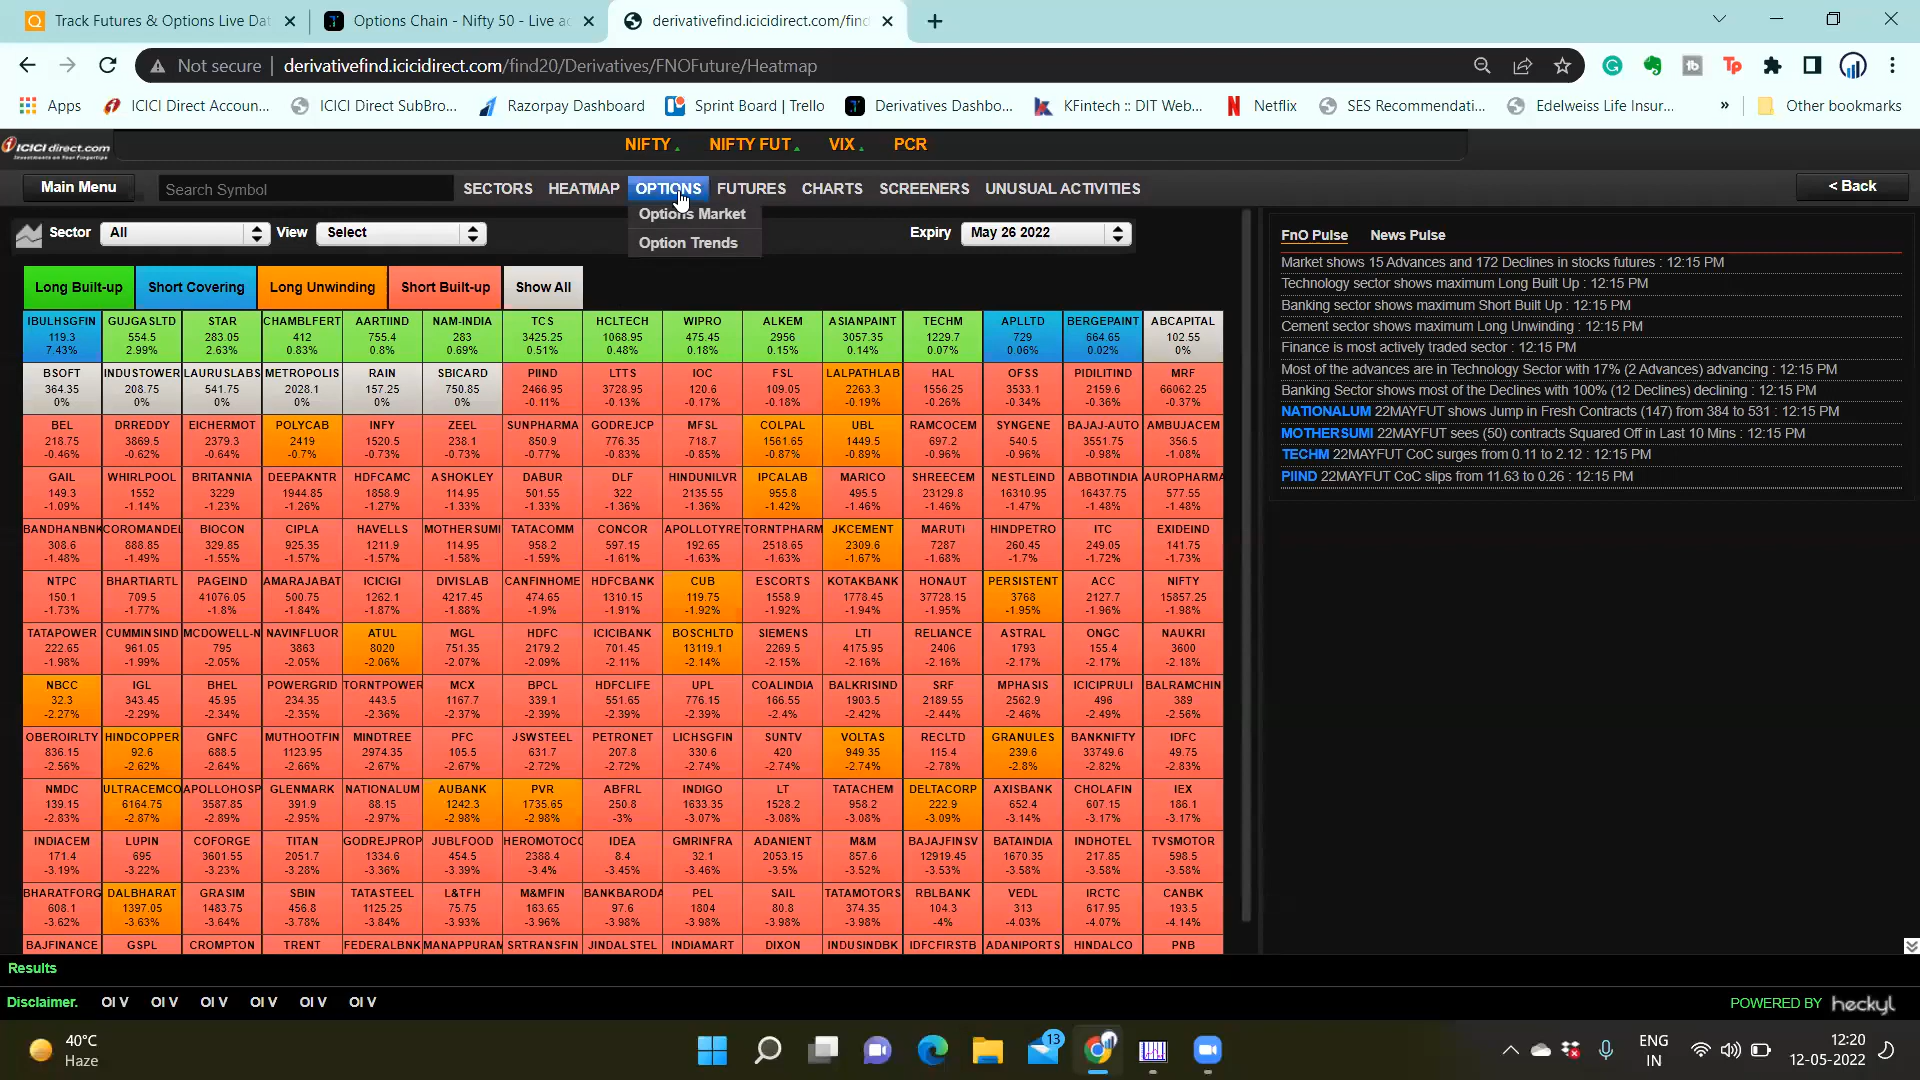 Track Futures & Options Live Dat
Options Chain - Nifty 50 - Live ac
derivativefind.icicidirect.com/find
Not secure
derivativefind.icicidirect.com/find20/Derivatives/FNOFuture/Heatmap
Apps
ICICI Direct Accoun...
ICICI Direct SubBro...
Razorpay Dashboard
Sprint Board | Trello
Derivatives Dashbo...
KFintech :: DIT Web...
Netflix
SES Recommendati...
Edelweiss Life Insur...
»
Other bookmarks
ICICI direct.com
Investments on Your Fingertips
NIFTY NIFTY FUT VIX PCR
Main Menu
Search Symbol
SECTORS HEATMAP OPTIONS FUTURES CHARTS SCREENERS UNUSUAL ACTIVITIES
< Back
Options Market
Option Trends
Sector All View Select Expiry May 26 2022
Long Built-up Short Covering Long Unwinding Short Built-up Show All
IBULHSGFIN GUJGASLTD STAR CHAMBLFERT AARTIIND NAM-INDIA TCS HCLTECH WIPRO ALKEM ASIANPAINT TECHM APLLTD BERGEPAINT ABCAPITAL
119.3 554.5 283.05 412 755.4 283 3425.25 1068.95 475.45 2956 3057.35 1229.7 729 664.65 102.55
7.43% 2.99% 2.63% 0.83% 0.8% 0.69% 0.51% 0.48% 0.18% 0.15% 0.14% 0.07% 0.06% 0.02% 0%
BSOFT INDUSTOWER LAURUSLABS METROPOLIS RAIN SBICARD PIIND LTTS IOC FSL LALPATHLAB HAL OFSS PIDILITIND MRF
364.35 208.75 541.75 2028.1 157.25 750.85 2466.95 3728.95 120.6 109.05 2263.3 1556.25 3533.1 2159.6 66062.25
0% 0% 0% 0% 0% 0% -0.11% -0.13% -0.17% -0.18% -0.19% -0.26% -0.34% -0.36% -0.37%
BEL DRREDDY EICHERMOT POLYCAB INFY ZEEL SUNPHARMA GODREJCP MFSL COLPAL UBL RAMCOCEM SYNGENE BAJAJ-AUTO AMBUJACEM
218.75 3869.5 2379.3 2419 1520.5 238.1 850.9 776.35 718.7 1561.65 1449.5 697.2 540.5 3551.75 356.5
-0.46% -0.62% -0.64% -0.7% -0.73% -0.73% -0.77% -0.83% -0.85% -0.87% -0.89% -0.96% -0.96% -0.98% -1.08%
GAIL WHIRLPOOL BRITANNIA DEEPAKNTR HDFCAMC ASHOKLEY DABUR DLF HINDUNILVR IPCALAB MARICO SHREECEM NESTLEIND ABBOTINDIA AUROPHARMA
149.3 1552 3229 1944.85 1858.9 114.95 501.55 322 2135.55 955.8 495.5 23129.8 16310.95 16437.75 577.55
-1.09% -1.14% -1.23% -1.26% -1.27% -1.33% -1.33% -1.36% -1.36% -1.42% -1.46% -1.46% -1.47% -1.48% -1.48%
BANDHANBNK COROMANDEL BIOCON CIPLA HAVELLS MOTHERSUMI TATACOMM CONCOR APOLLOTYRE TORNTPHARM JKCEMENT MARUTI HINDPETRO ITC EXIDEIND
308.6 888.85 329.85 925.35 1211.9 114.95 958.2 597.15 192.65 2518.65 2309.6 7287 260.45 249.05 141.75
-1.48% -1.49% -1.55% -1.57% -1.57% -1.58% -1.59% -1.61% -1.63% -1.63% -1.67% -1.68% -1.7% -1.72% -1.73%
NTPC BHARTIARTL PAGEIND AMARAJABAT ICICIGI DIVISLAB CANFINHOME HDFCBANK CUB ESCORTS KOTAKBANK HONAUT PERSISTENT ACC NIFTY
150.1 709.5 41076.05 500.75 1262.1 4217.45 474.65 1310.15 119.75 1558.9 1778.45 37728.15 3768 2127.7 15857.25
-1.73% -1.77% -1.8% -1.84% -1.87% -1.88% -1.9% -1.91% -1.92% -1.92% -1.94% -1.95% -1.95% -1.96% -1.98%
TATAPOWER CUMMINSIND MCDOWELL-N NAVINFLUOR ATUL MGL HDFC ICICIBANK BOSCHLTD SIEMENS LTI RELIANCE ASTRAL ONGC NAUKRI
222.65 961.05 795 3863 8020 751.35 2179.2 701.45 13119.1 2269.5 4175.95 2406 1793 155.4 3600
-1.98% -1.99% -2.05% -2.05% -2.06% -2.07% -2.09% -2.11% -2.14% -2.15% -2.16% -2.16% -2.17% -2.17% -2.18%
NBCC IGL BHEL POWERGRID TORNTPOWER MCX BPCL HDFCLIFE UPL COALINDIA BALKRISIND SRF MPHASIS ICICIPRULI BALRAMCHIN
32.3 343.45 45.95 234.35 443.5 1167.7 339.1 551.65 776.15 166.55 1903.5 2189.55 2562.9 496 389
-2.27% -2.29% -2.34% -2.35% -2.36% -2.37% -2.39% -2.39% -2.39% -2.4% -2.42% -2.44% -2.46% -2.49% -2.56%
OBEROIRLTY HINDCOPPER GNFC MUTHOOTFIN MINDTREE PFC JSWSTEEL PETRONET LICHSGFIN SUNTV VOLTAS RECLTD GRANULES BANKNIFTY IDFC
836.15 92.6 688.5 1123.95 2974.35 105.5 631.7 207.8 330.6 420 949.35 115.4 239.6 33749.6 49.75
-2.56% -2.62% -2.64% -2.66% -2.67% -2.67% -2.72% -2.72% -2.74% -2.74% -2.74% -2.78% -2.8% -2.82% -2.83%
NMDC ULTRACEMCO APOLLOHOSP GLENMARK NATIONALUM AUBANK PVR ABFRL INDIGO LT TATACHEM DELTACORP AXISBANK CHOLAFIN IEX
139.15 6164.75 3587.85 391.9 88.15 1242.3 1735.65 250.8 1633.35 1528.2 958.2 222.9 652.4 607.15 186.1
-2.83% -2.87% -2.89% -2.95% -2.97% -2.98% -2.98% -3% -3.07% -3.08% -3.08% -3.09% -3.14% -3.17% -3.17%
INDIACEM LUPIN COFORGE TITAN GODREJPROP JUBLFOOD HEROMOTOCO IDEA GMRINFRA ADANIENT M&M BAJAJFINSV BATAINDIA INDHOTEL TVSMOTOR
171.4 695 3601.55 2051.7 1334.6 454.5 2388.4 8.4 32.1 2053.15 857.6 12919.45 1670.35 217.85 598.5
-3.19% -3.22% -3.23% -3.28% -3.36% -3.39% -3.4% -3.45% -3.46% -3.5% -3.52% -3.53% -3.58% -3.58% -3.58%
BHARATFORG DALBHARAT GRASIM SBIN TATASTEEL L&TFH M&MFIN BANKBARODA PEL SAIL TATAMOTORS RBLBANK VEDL IRCTC CANBK
608.1 1397.05 1483.75 456.8 1125.25 75.75 163.65 97.6 1804 80.8 374.35 104.3 313 617.95 193.5
-3.62% -3.63% -3.64% -3.78% -3.84% -3.93% -3.96% -3.98% -3.98% -3.98% -3.98% -4% -4.03% -4.07% -4.14%
BAJFINANCE GSPL CROMPTON TRENT FEDERALBNK MANAPPURAM SRTRANSFIN JINDALSTEL INDIAMART DIXON INDUSINDBK IDFCFIRSTB ADANIPORTS HINDALCO PNB
FnO Pulse News Pulse
Market shows 15 Advances and 172 Declines in stocks futures : 12:15 PM
Technology sector shows maximum Long Built Up : 12:15 PM
Banking sector shows maximum Short Built Up : 12:15 PM
Cement sector shows maximum Long Unwinding : 12:15 PM
Finance is most actively traded sector : 12:15 PM
Most of the advances are in Technology Sector with 17% (2 Advances) advancing : 12:15 PM
Banking Sector shows most of the Declines with 100% (12 Declines) declining : 12:15 PM
NATIONALUM 22MAYFUT shows Jump in Fresh Contracts (147) from 384 to 531 : 12:15 PM
MOTHERSUMI 22MAYFUT sees (50) contracts Squared Off in Last 10 Mins : 12:15 PM
TECHM 22MAYFUT CoC surges from 0.11 to 2.12 : 12:15 PM
PIIND 22MAYFUT CoC slips from 11.63 to 0.26 : 12:15 PM
Results
Disclaimer. OI V OI V OI V OI V OI V OI V
POWERED BY heckyl
40°C
Haze
13
ENG
IN
12:20
12-05-2022